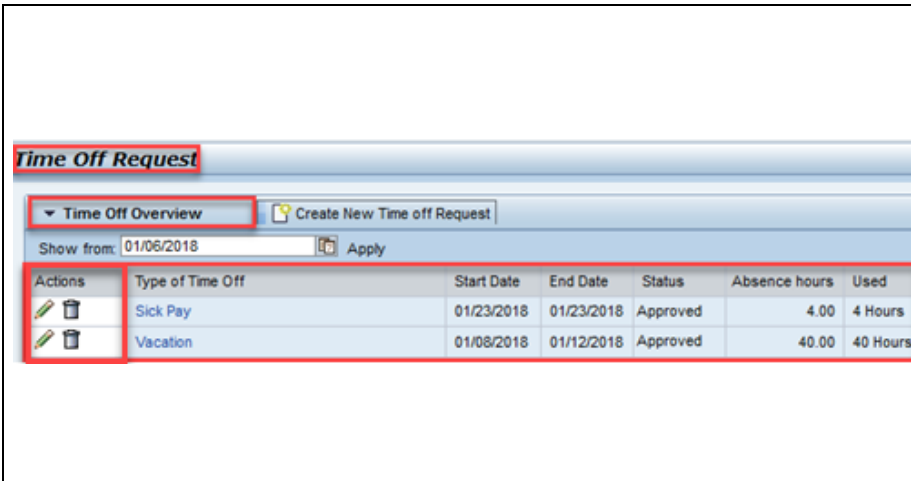 Time Off Request
Time Off Overview Create New Time off Request
Show from: 01/06/2018 Apply
Actions Type of Time Off Start Date End Date Status Absence hours Used
Sick Pay 01/23/2018 01/23/2018 Approved 4.00 4 Hours
Vacation 01/08/2018 01/12/2018 Approved 40.00 40 Hours